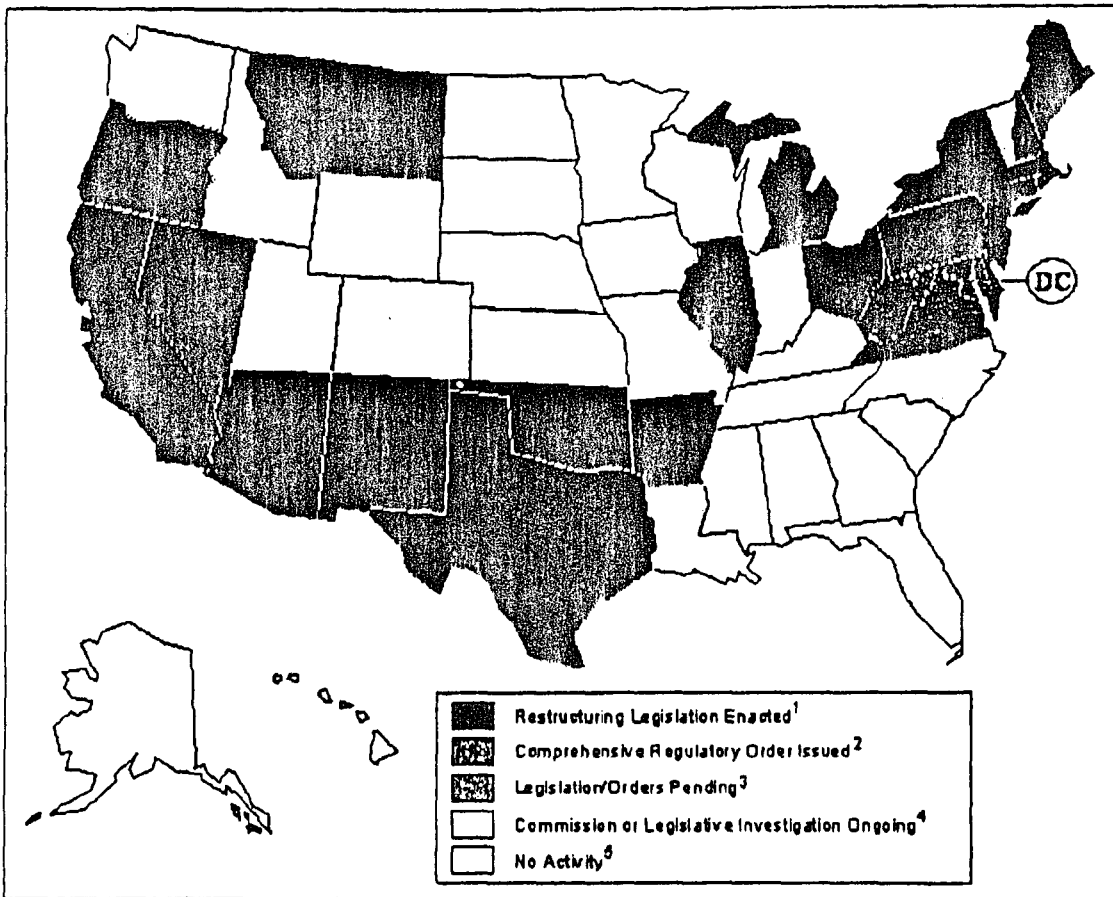 DC
Restructuring Legislation Enacted¹
Comprehensive Regulatory Order Issued²
Legislation/Orders Pending³
Commission or Legislative Investigation Ongoing⁴
No Activity⁵